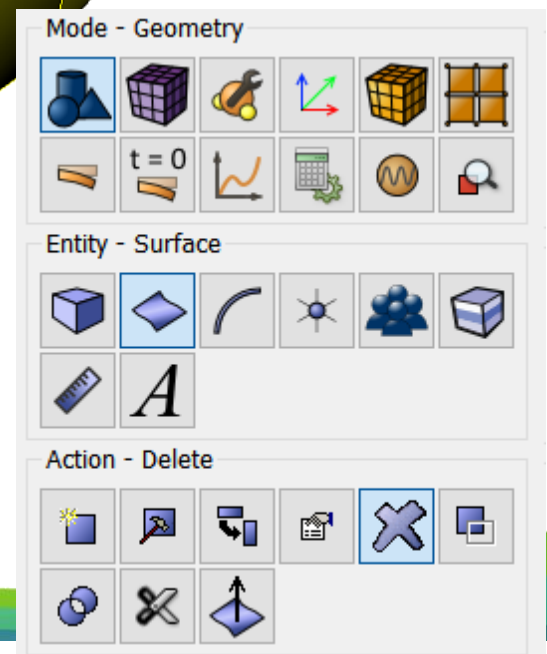 Mode - Geometry
t = 0
Entity - Surface
A
Action - Delete